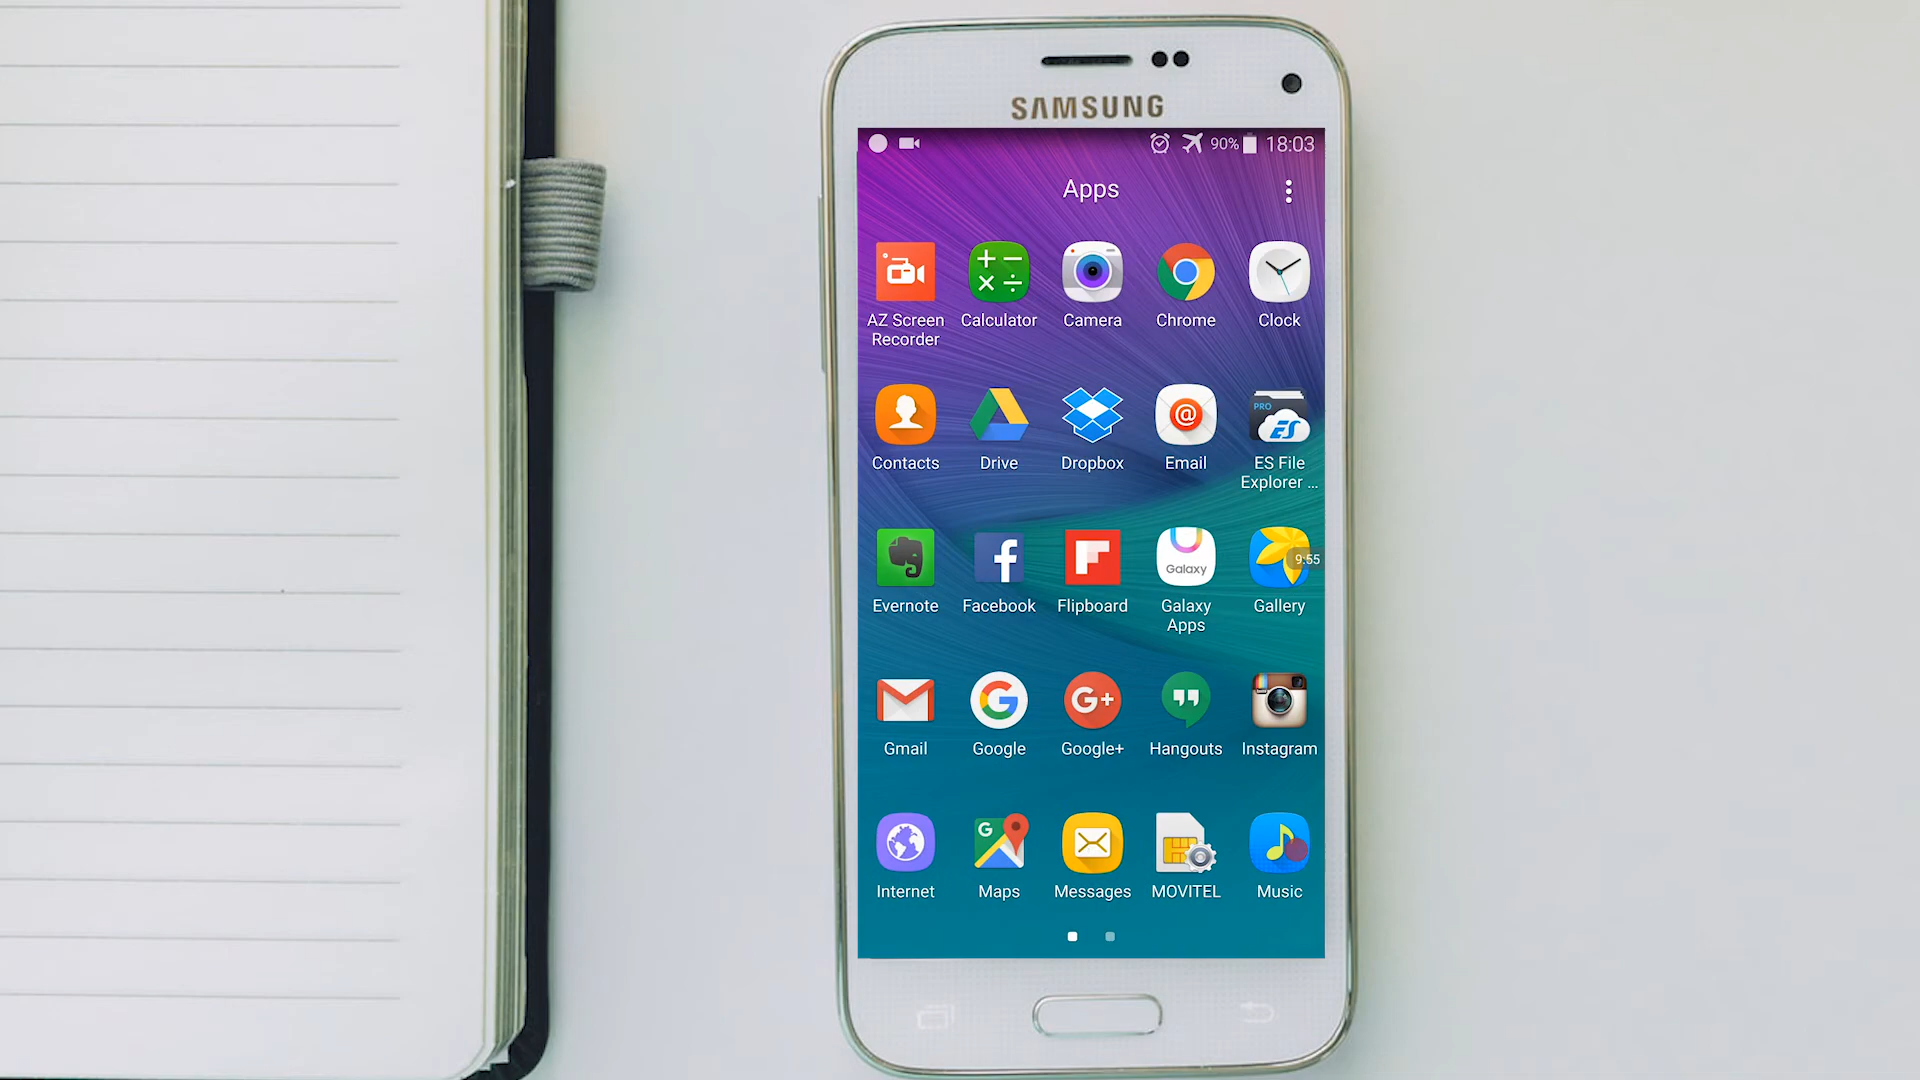 SAMSUNG
90% 18:03
Apps
AZ Screen Recorder
Calculator
Camera
Chrome
Clock
Contacts
Drive
Dropbox
Email
PRO
ES
ES File Explorer ...
Evernote
Facebook
Flipboard
Galaxy
Galaxy Apps
9:55
Gallery
Gmail
Google
G+
Google+
Hangouts
Instagram
Internet
G
Maps
Messages
MOVITEL
Music